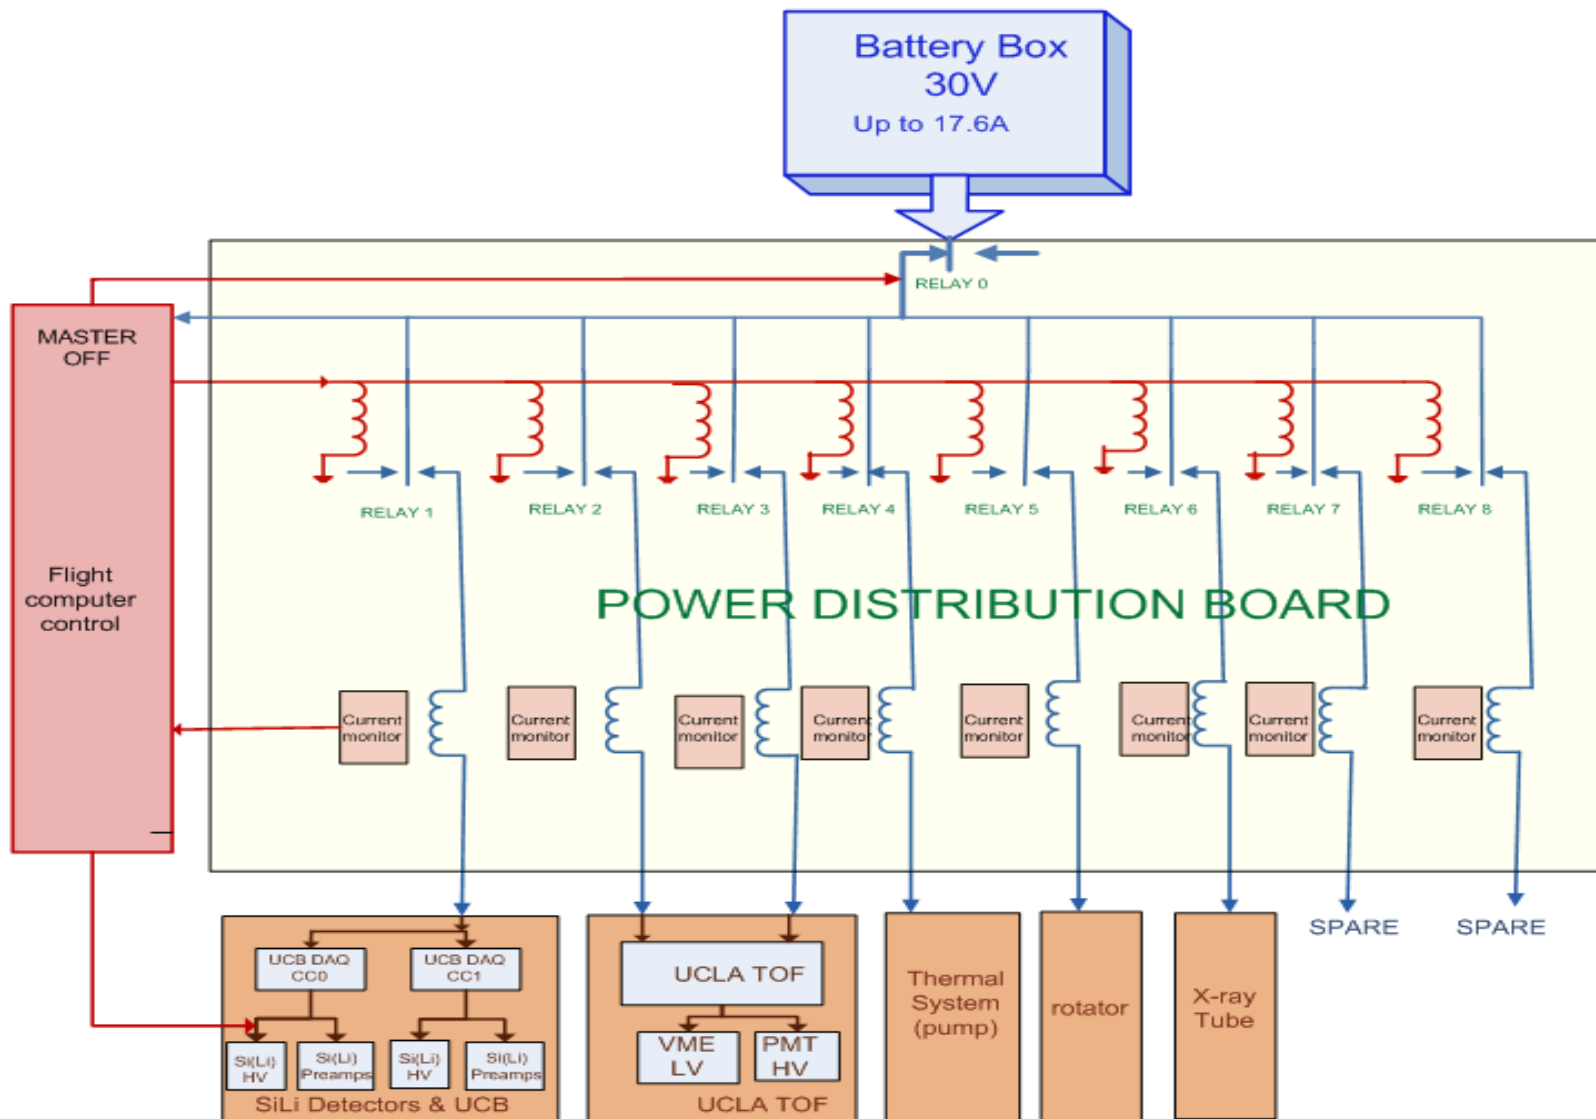 Battery Box
30V
Up to 17.6A
RELAY 0
MASTER
OFF
RELAY 1
RELAY 2
RELAY 3
RELAY 4
RELAY 5
RELAY 6
RELAY 7
RELAY 8
Flight
computer
control
POWER DISTRIBUTION BOARD
Current
monitor
Current
monitor
Current
monitor
Current
monitor
Current
monitor
Current
monitor
Current
monitor
Current
monitor
SPARE
SPARE
UCB DAQ
CC0
UCB DAQ
CC1
Si(Li)
HV
Si(Li)
Preamps
Si(Li)
HV
Si(Li)
Preamps
SiLi Detectors & UCB
UCLA TOF
VME
LV
PMT
HV
UCLA TOF
Thermal
System
(pump)
rotator
X-ray
Tube